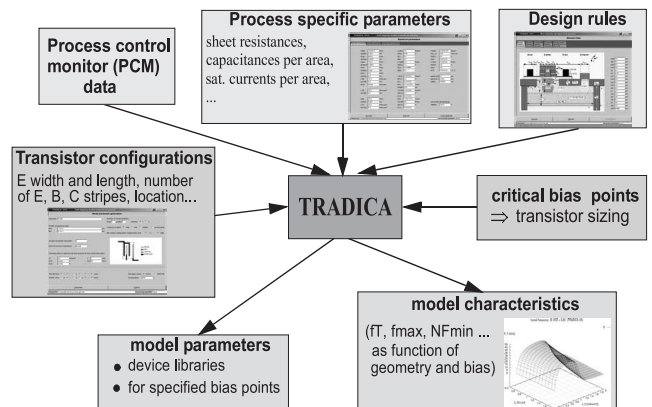 Process control
monitor (PCM)
data
Process specific parameters
sheet resistances,
capacitances per area,
sat. currents per area,
...
Design rules
Transistor configurations
E width and length, number
of E, B, C stripes, location...
TRADICA
critical bias points
⇒ transistor sizing
model parameters
● device libraries
● for specified bias points
model characteristics
(fT, fmax, NFmin ...
as function of
geometry and bias)